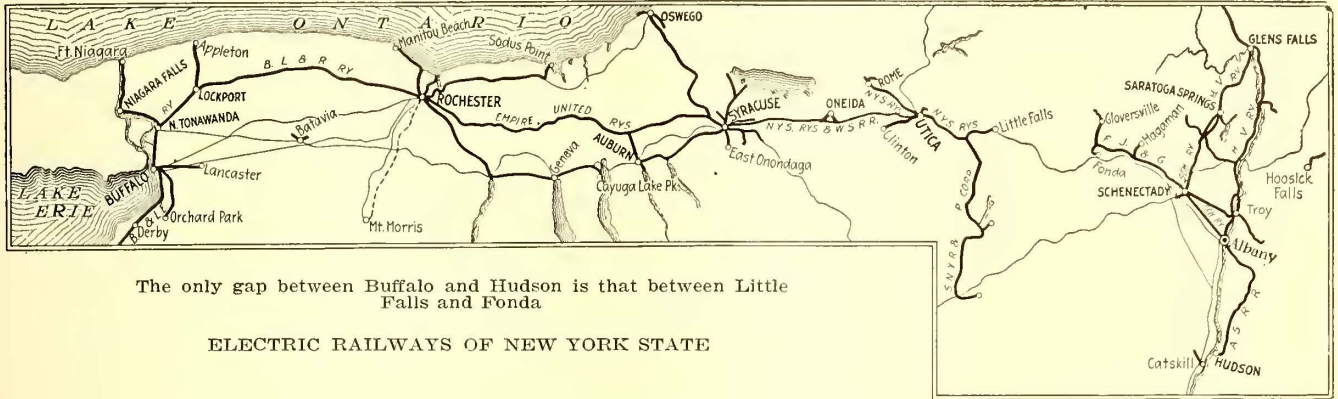 LAKE ONTARIO
OSWEGO
Ft. Niagara
Appleton
Manitou Beach
Sodus Point
GLENS FALLS
B. L & R RY
NIAGARA FALLS
RY
LOCKPORT
ROCHESTER
ROME
H. V. RY
SARATOGA SPRINGS
N. TONAWANDA
Batavia
EMPIRE UNITED RYS
SYRACUSE
ONEIDA
N.Y.S. RYS
N.Y.S. RYS & W S R R.
UTICA
N.Y.S RYS
Little Falls
Gloversville
Hagaman
H. V. RY
AUBURN
Clinton
F. J. & G
Fonda
BUFFALO
Lancaster
Geneva
East Onondaga
Cayuga Lake Pk.
SCHENECTADY
Hoosick Falls
LAKE ERIE
Orchard Park
Derby
Mt. Morris
P. CORP
Troy
Albany
S.N.Y.R.&
The only gap between Buffalo and Hudson is that between Little
Falls and Fonda
ELECTRIC RAILWAYS OF NEW YORK STATE
A S R R
Catskill
HUDSON